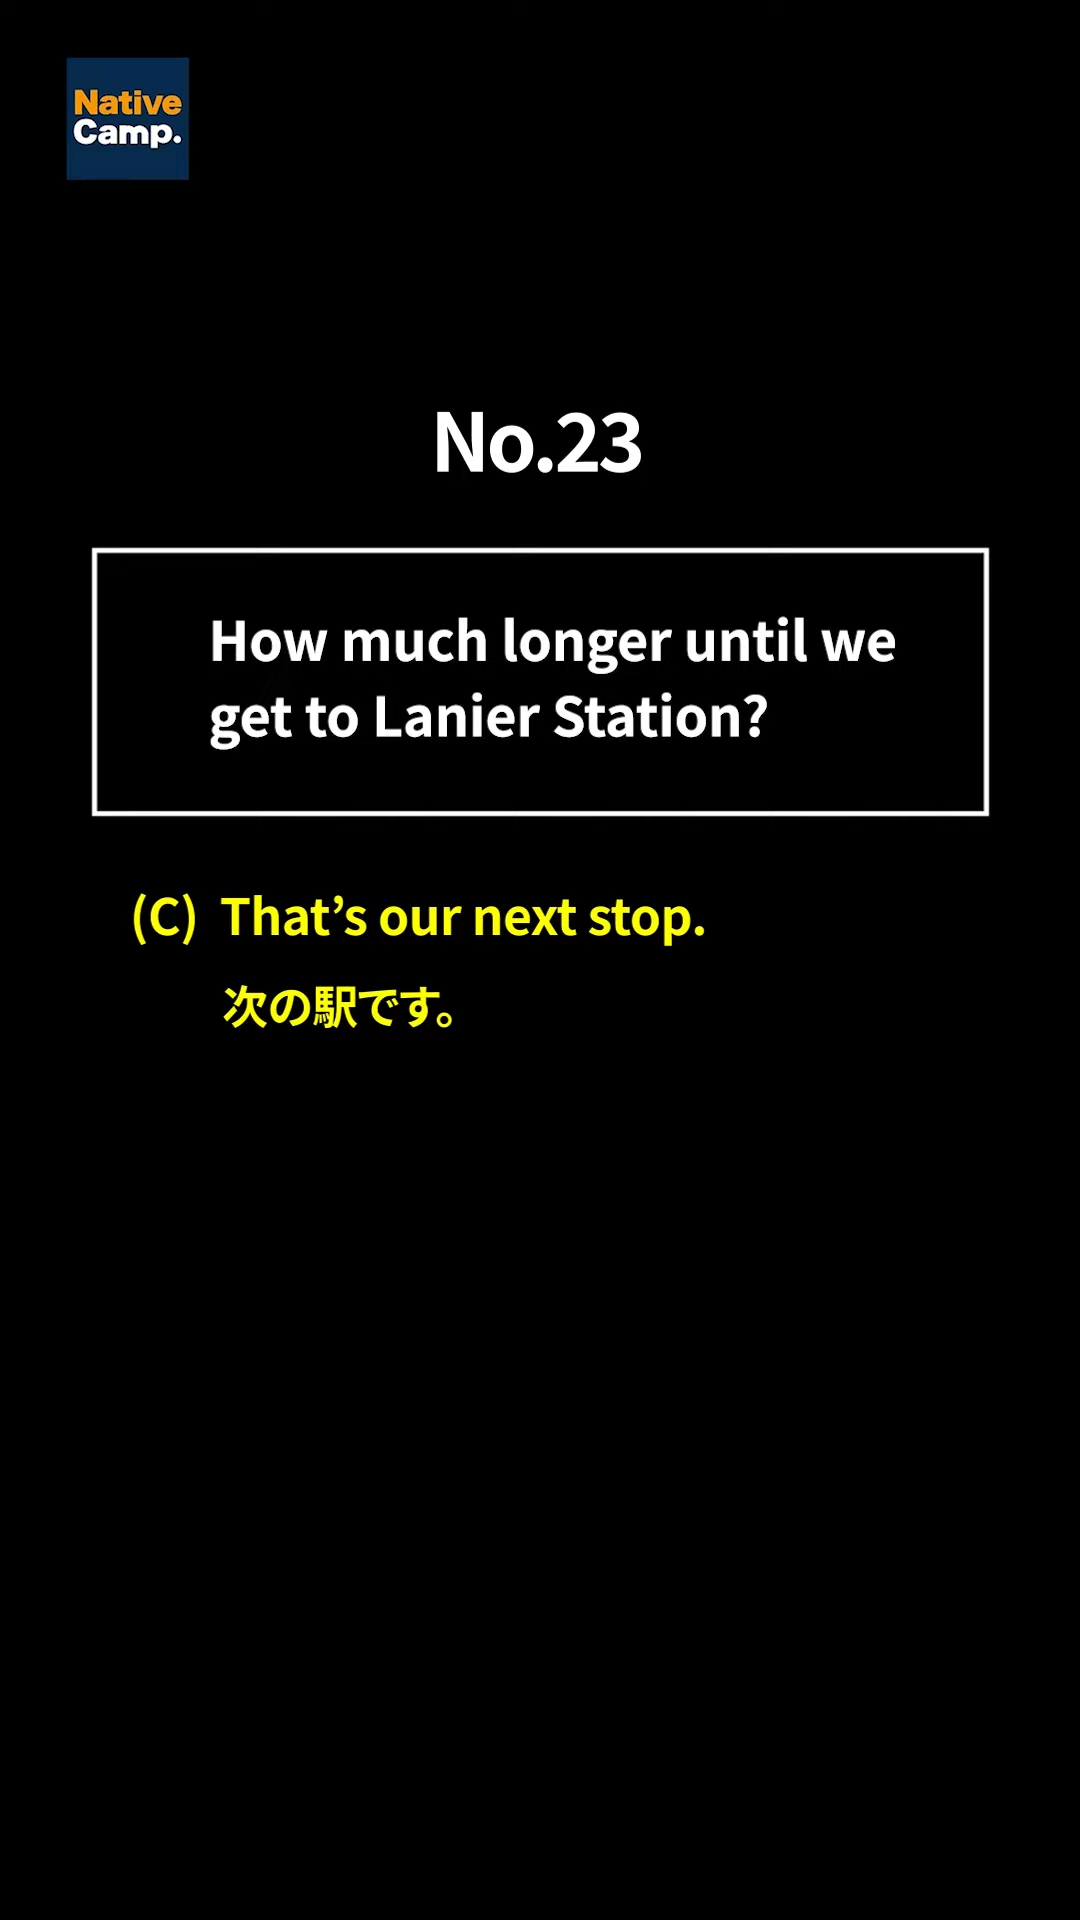 Native
Camp.
No.23
How much longer until we
get to Lanier Station?
(C) That’s our next stop.
次の駅です。